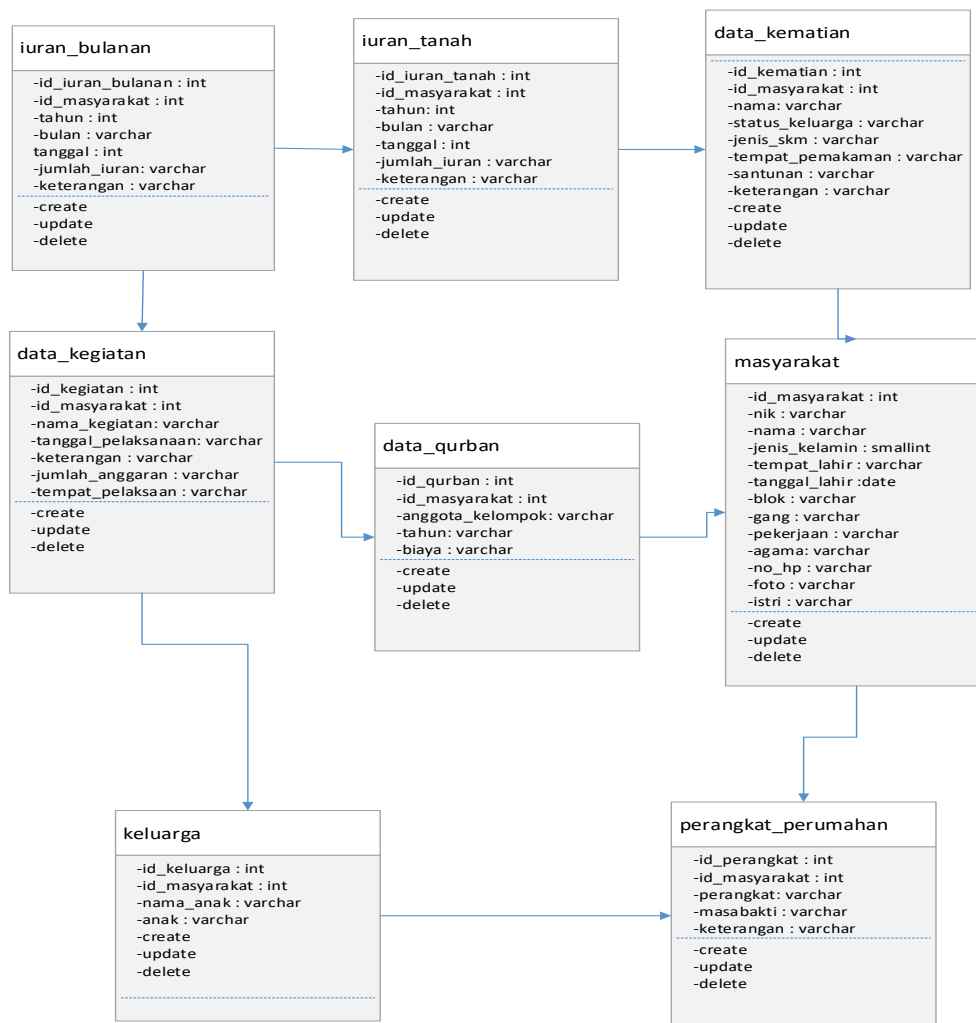 iuran_bulanan
-id_iuran_bulanan : int
-id_masyarakat : int
-tahun : int
-bulan : varchar
tanggal : int
-jumlah_iuran: varchar
-keterangan : varchar
-create
-update
-delete
iuran_tanah
-id_iuran_tanah : int
-id_masyarakat : int
-tahun: int
-bulan : varchar
-tanggal : int
-jumlah_iuran : varchar
-keterangan : varchar
-create
-update
-delete
data_kematian
-id_kematian : int
-id_masyarakat : int
-nama: varchar
-status_keluarga : varchar
-jenis_skm : varchar
-tempat_pemakaman : varchar
-santunan : varchar
-keterangan : varchar
-create
-update
-delete
data_kegiatan
-id_kegiatan : int
-id_masyarakat : int
-nama_kegiatan: varchar
-tanggal_pelaksanaan: varchar
-keterangan : varchar
-jumlah_anggaran : varchar
-tempat_pelaksaan : varchar
-create
-update
-delete
data_qurban
-id_qurban : int
-id_masyarakat : int
-anggota_kelompok: varchar
-tahun: varchar
-biaya : varchar
-create
-update
-delete
masyarakat
-id_masyarakat : int
-nik : varchar
-nama : varchar
-jenis_kelamin : smallint
-tempat_lahir : varchar
-tanggal_lahir :date
-blok : varchar
-gang : varchar
-pekerjaan : varchar
-agama: varchar
-no_hp : varchar
-foto : varchar
-istri : varchar
-create
-update
-delete
keluarga
-id_keluarga : int
-id_masyarakat : int
-nama_anak : varchar
-anak : varchar
-create
-update
-delete
perangkat_perumahan
-id_perangkat : int
-id_masyarakat : int
-perangkat: varchar
-masabakti : varchar
-keterangan : varchar
-create
-update
-delete